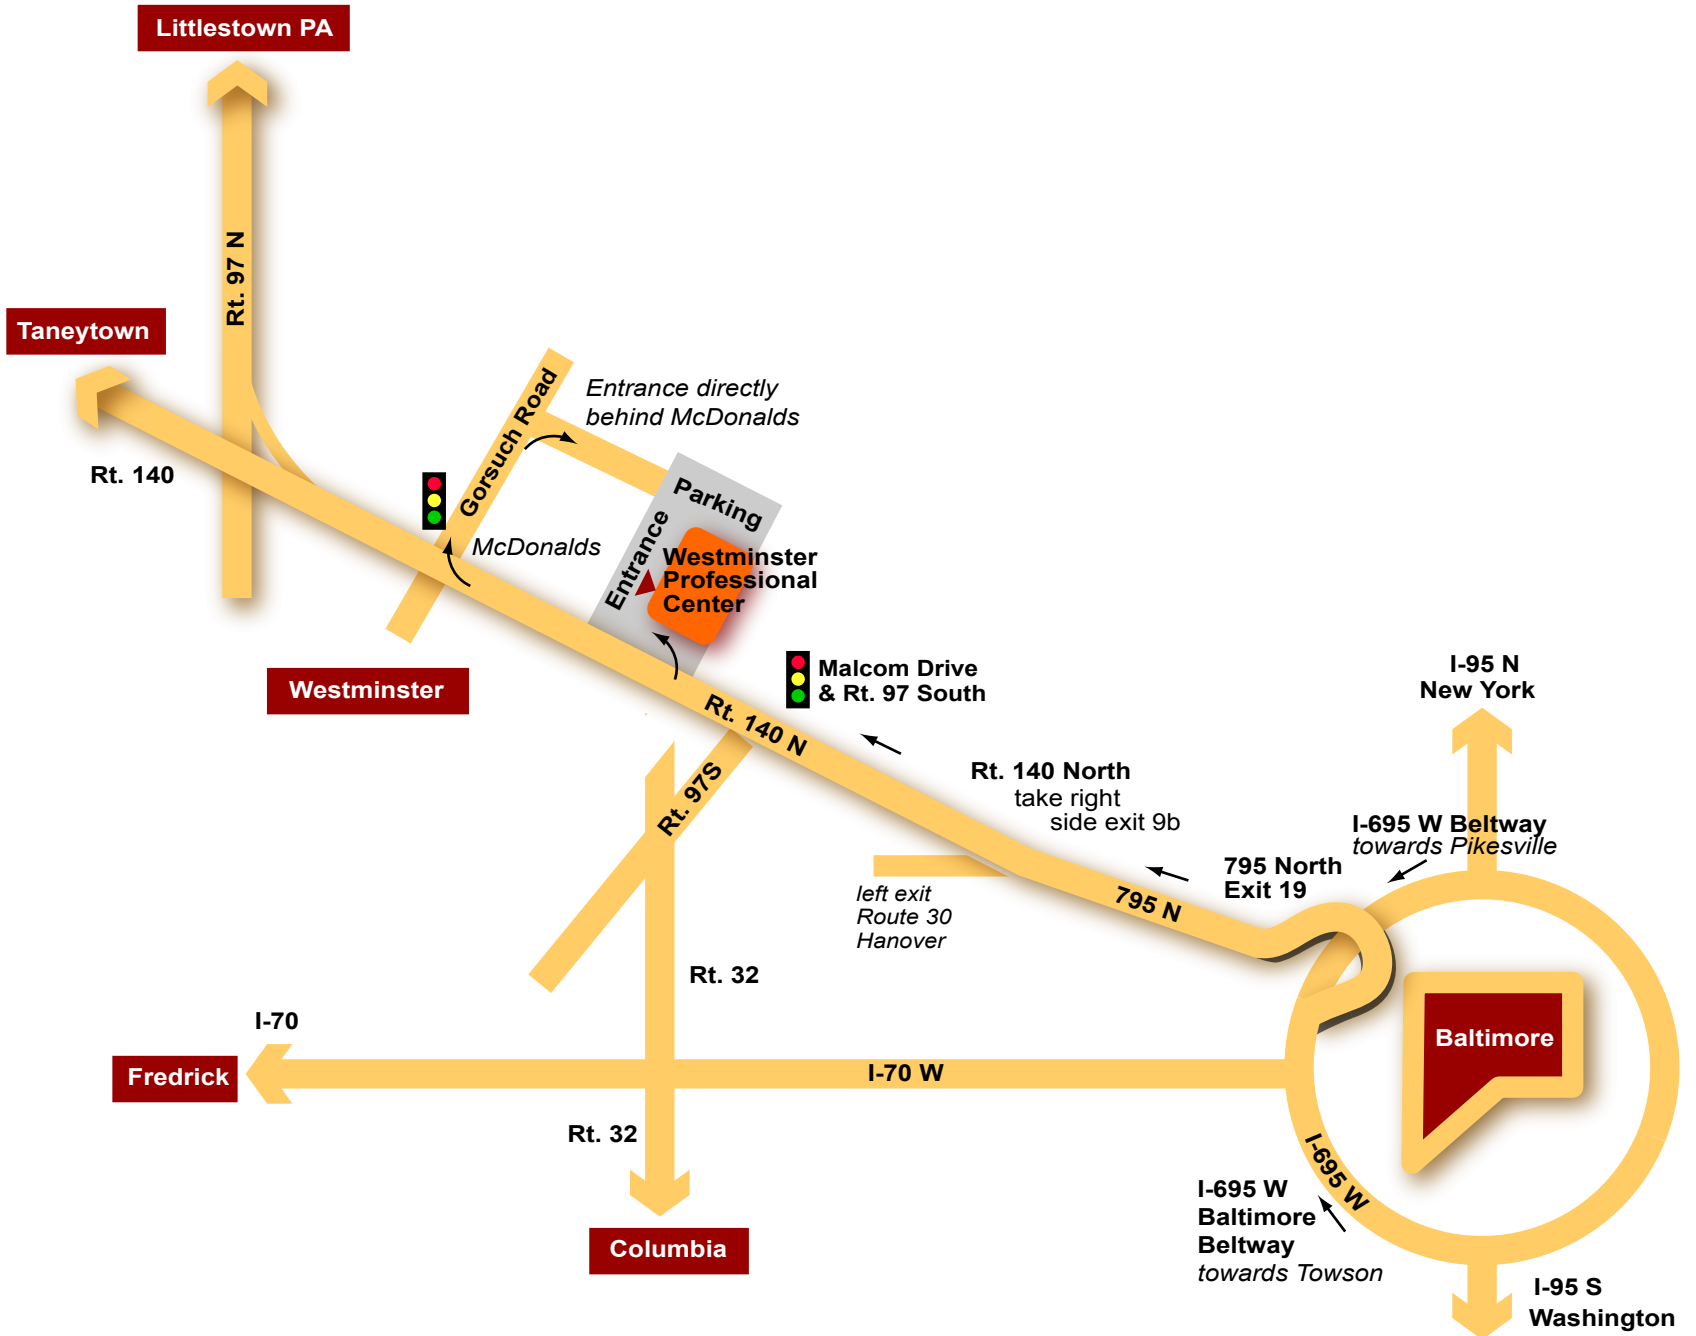 Littlestown PA
Rt. 97 N
Taneytown
Rt. 140
Gorsuch Road
Entrance directly
behind McDonalds
McDonalds
Parking
Entrance
Westminster
Professional
Center
Westminster
Malcom Drive
& Rt. 97 South
Rt. 140 N
Rt. 97S
Rt. 140 North
take right
side exit 9b
I-95 N
New York
I-695 W Beltway
towards Pikesville
795 North
Exit 19
795 N
left exit
Route 30
Hanover
Rt. 32
I-70
Fredrick
I-70 W
Baltimore
Rt. 32
Columbia
I-695 W
I-695 W
Baltimore
Beltway
towards Towson
I-95 S
Washington